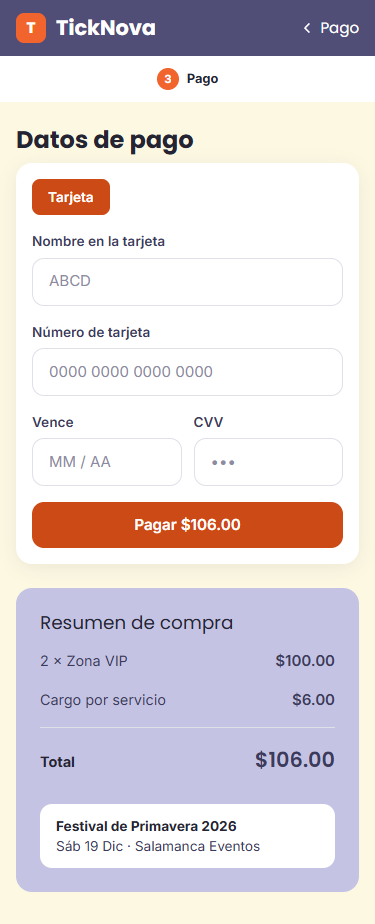 T TickNova
Pago
3 Pago
Datos de pago
Tarjeta
Nombre en la tarjeta
ABCD
Número de tarjeta
0000 0000 0000 0000
Vence CVV
MM / AA •••
Pagar $106.00
Resumen de compra
2 × Zona VIP $100.00
Cargo por servicio $6.00
Total $106.00
Festival de Primavera 2026
Sáb 19 Dic · Salamanca Eventos